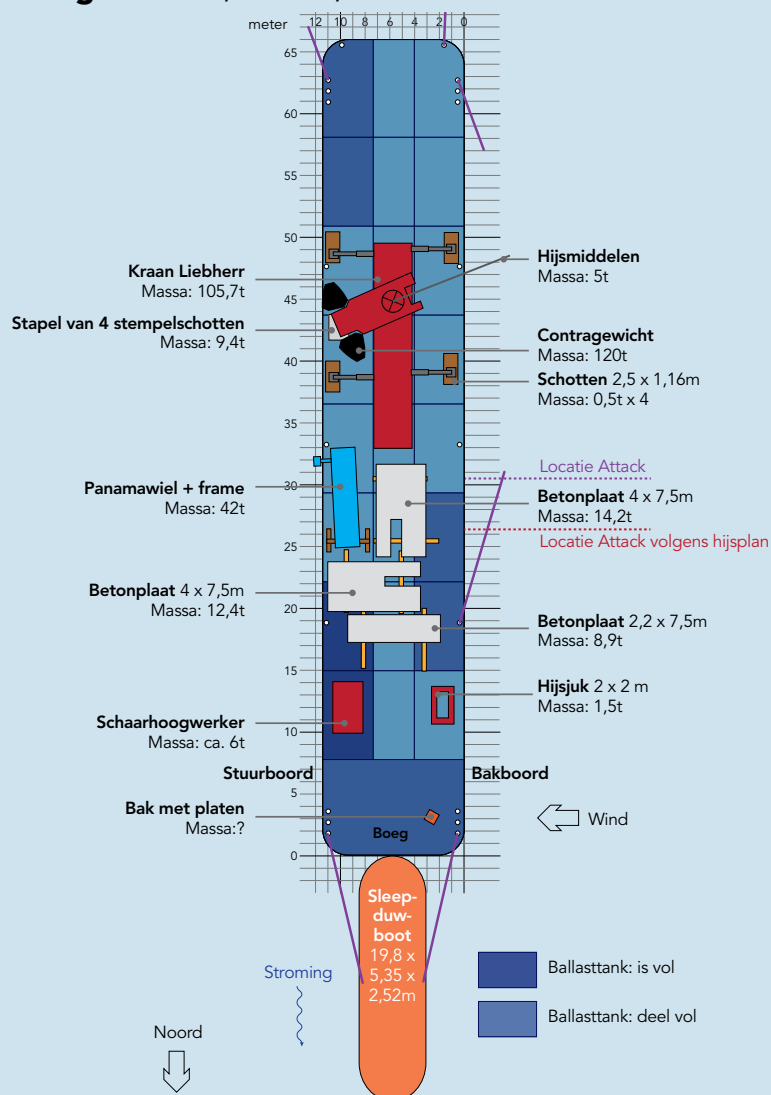 meter
12 10 8 6 4 2 0
65
60
55
50
45
40
35
30
25
20
15
10
5
0
Kraan Liebherr
Massa: 105,7t
Hijsmiddelen
Massa: 5t
Stapel van 4 stempelschotten
Massa: 9,4t
Contragewicht
Massa: 120t
Schotten 2,5 x 1,16m
Massa: 0,5t x 4
Locatie Attack
Panamawiel + frame
Massa: 42t
Betonplaat 4 x 7,5m
Massa: 14,2t
Locatie Attack volgens hijsplan
Betonplaat 4 x 7,5m
Massa: 12,4t
Betonplaat 2,2 x 7,5m
Massa: 8,9t
Hijsjuk 2 x 2 m
Massa: 1,5t
Schaarhoogwerker
Massa: ca. 6t
Stuurboord
Bakboord
Bak met platen
Massa:?
Boeg
Wind
Sleep-
duw-
boot
19,8 x
5,35 x
2,52m
Stroming
Ballasttank: is vol
Ballasttank: deel vol
Noord